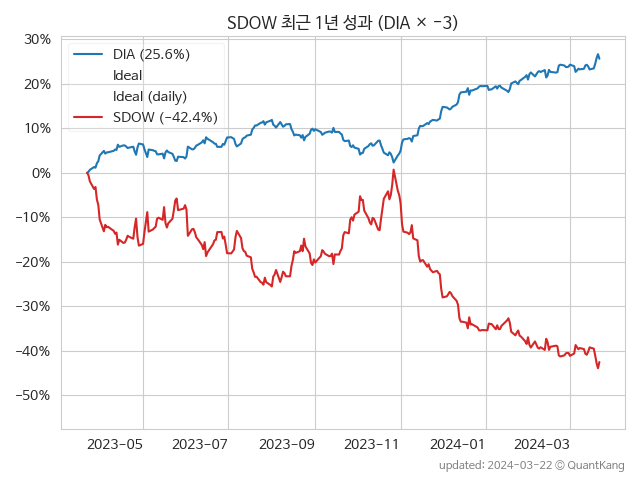 SDOW 최근 1년 성과 (DIA × −3)
DIA (25.6%)
Ideal
Ideal (daily)
SDOW (−42.4%)
30%
20%
10%
0%
−10%
−20%
−30%
−40%
−50%
2023−05 2023−07 2023−09 2023−11 2024−01 2024−03
updated: 2024-03-22 © QuantKang